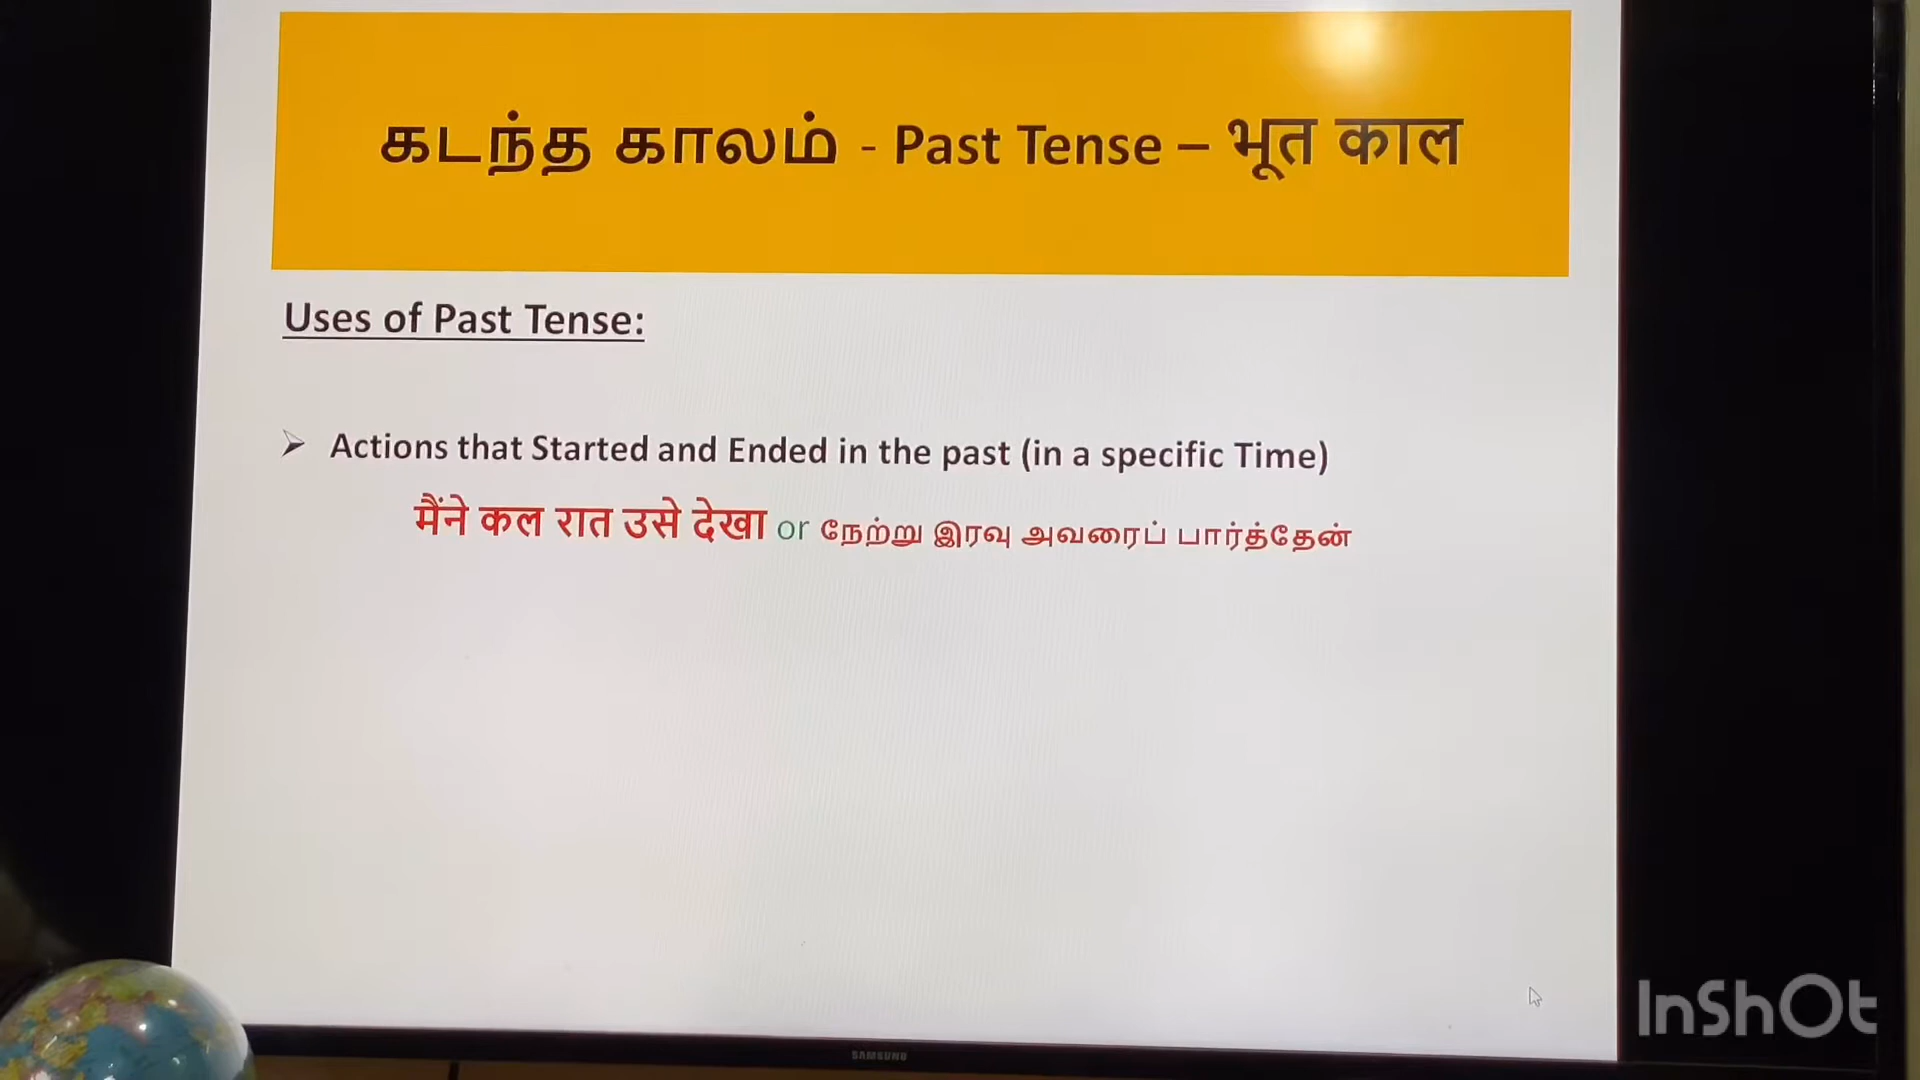 கடந்த காலம் - Past Tense – भूत काल
Uses of Past Tense:
➢ Actions that Started and Ended in the past (in a specific Time)
मैंने कल रात उसे देखा or நேற்று இரவு அவரைப் பார்த்தேன்
InShOt
SAMSUNG